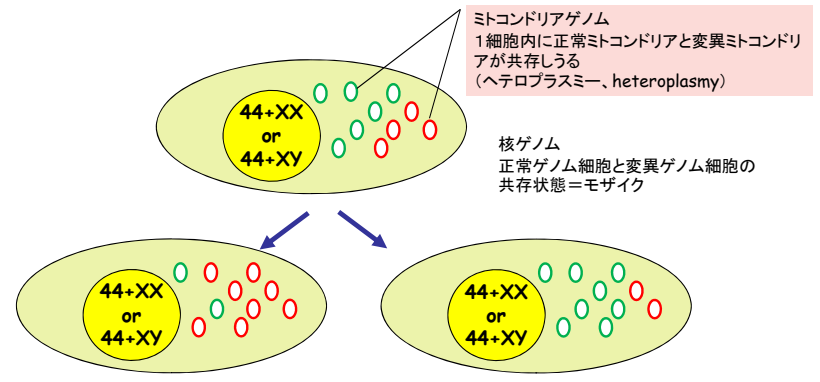 ミトコンドリアゲノム
１細胞内に正常ミトコンドリアと変異ミトコンドリ
アが共存しうる
（ヘテロプラスミー、heteroplasmy）
44+XX
or
44+XY
核ゲノム
正常ゲノム細胞と変異ゲノム細胞の
共存状態＝モザイク
44+XX
or
44+XY
44+XX
or
44+XY